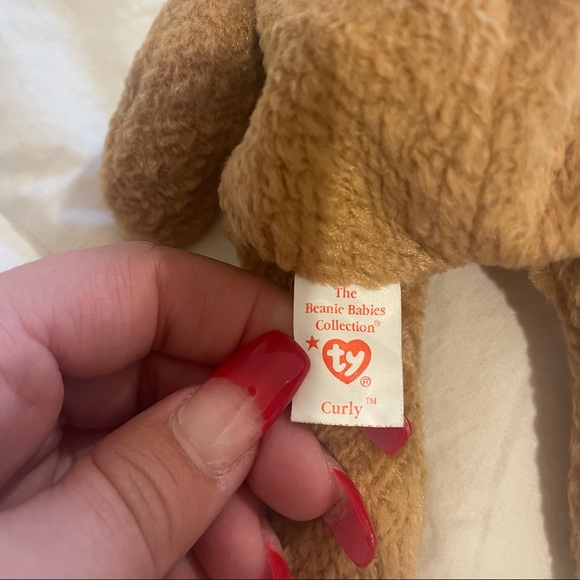 The
Beanie Babies
Collection®
ty®
Curly™